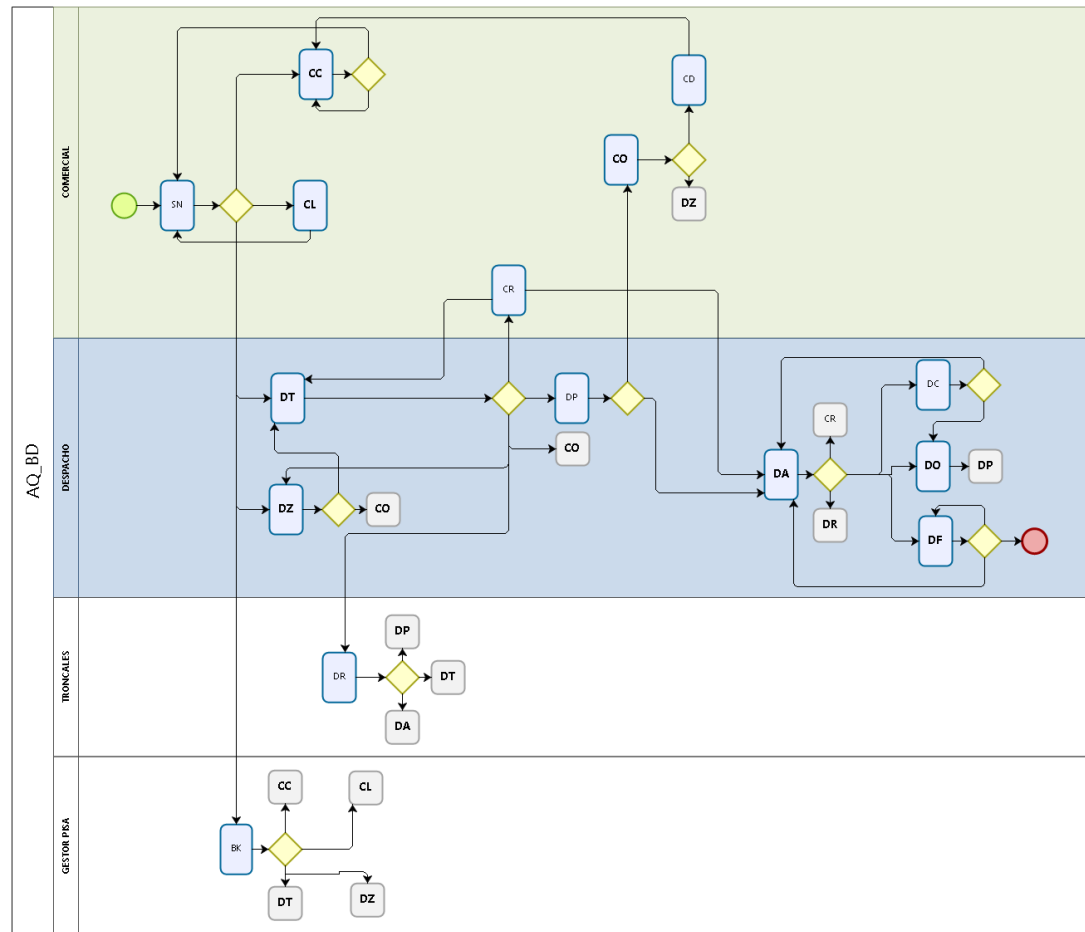 AQ_BD
COMERCIAL
CC
CD
CO
DZ
SN
CL
CR
DESPACHO
DT
DP
CO
DZ
CO
DA
CR
DR
DC
DO
DP
DF
TRONCALES
DR
DP
DT
DA
GESTOR PISA
BK
CC
CL
DT
DZ